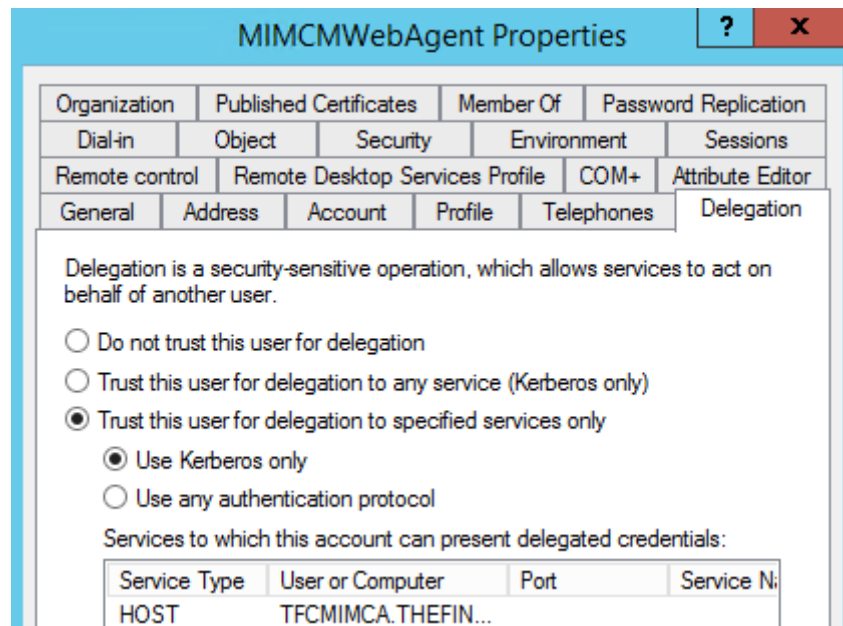 MIMCMWebAgent Properties ? x
Organization Published Certificates Member Of Password Replication
Dial-in Object Security Environment Sessions
Remote control Remote Desktop Services Profile COM+ Attribute Editor
General Address Account Profile Telephones Delegation
Delegation is a security-sensitive operation, which allows services to act on
behalf of another user.
Do not trust this user for delegation
Trust this user for delegation to any service (Kerberos only)
Trust this user for delegation to specified services only
Use Kerberos only
Use any authentication protocol
Services to which this account can present delegated credentials:
Service Type User or Computer Port Service Na
HOST TFCMIMCA.THEFIN...